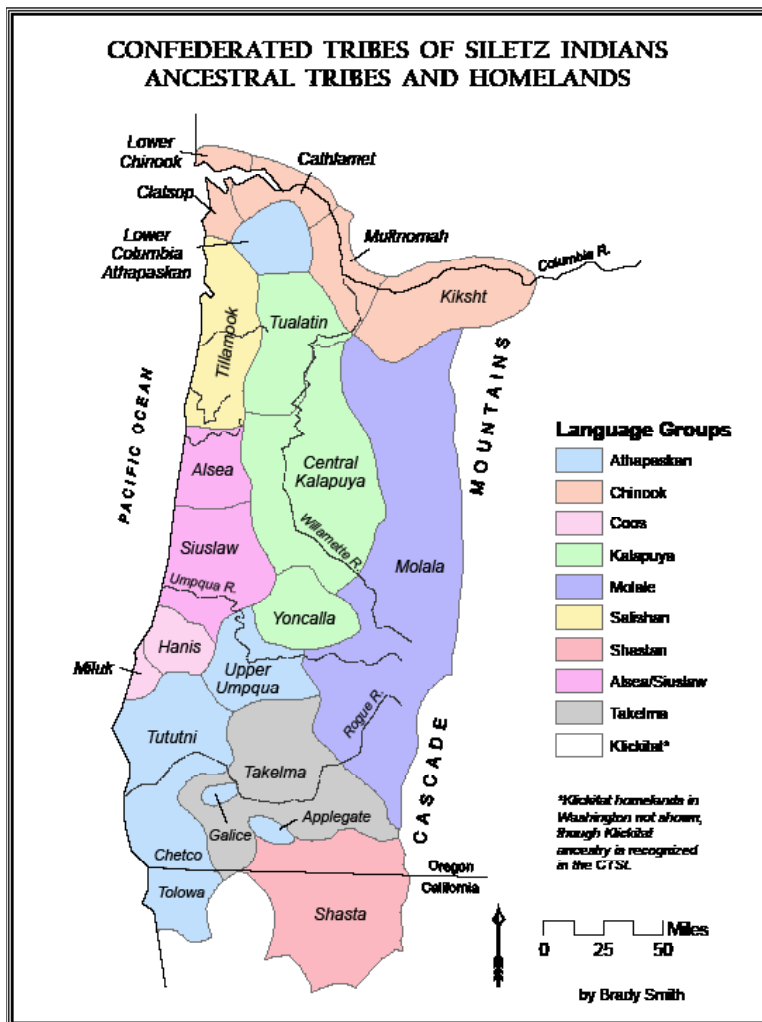 CONFEDERATED TRIBES OF SILETZ INDIANS
ANCESTRAL TRIBES AND HOMELANDS
Lower
Chinook
Cathlamet
Clatsop
Lower
Columbia
Athapaskan
Multnomah
Columbia R.
Kiksht
Tualatin
Tillamook
PACIFIC OCEAN
MOUNTAINS
Alsea
Central
Kalapuya
Siuslaw
Willamette R.
Umpqua R.
Molala
Yoncalla
Hanis
Miluk
Upper
Umpqua
Rogue R.
Tututni
Takelma
CASCADE
Applegate
Galice
Chetco
Oregon
California
Tolowa
Shasta
Language Groups
Athapaskan
Chinook
Coos
Kalapuya
Molale
Salishan
Shastan
Alsea/Siuslaw
Takelma
Klickitat*
*Klickitat homelands in
Washington not shown,
though Klickitat
ancestry is recognized
in the CTSI.
Miles
0 25 50
by Brady Smith